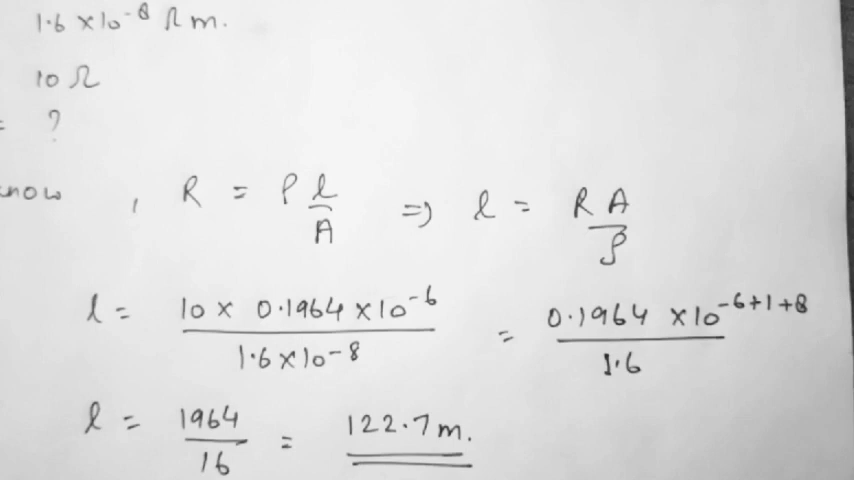 1.6 × 10⁻⁸ Ω m.
10 Ω
= ?
, R = ρ l/A ⇒ l = RA/ρ
l = (10 × 0.1964 × 10⁻⁶)/(1.6 × 10⁻⁸) = (0.1964 × 10⁻⁶⁺¹⁺⁸)/1.6
l = 1964/16 = 122.7 m.